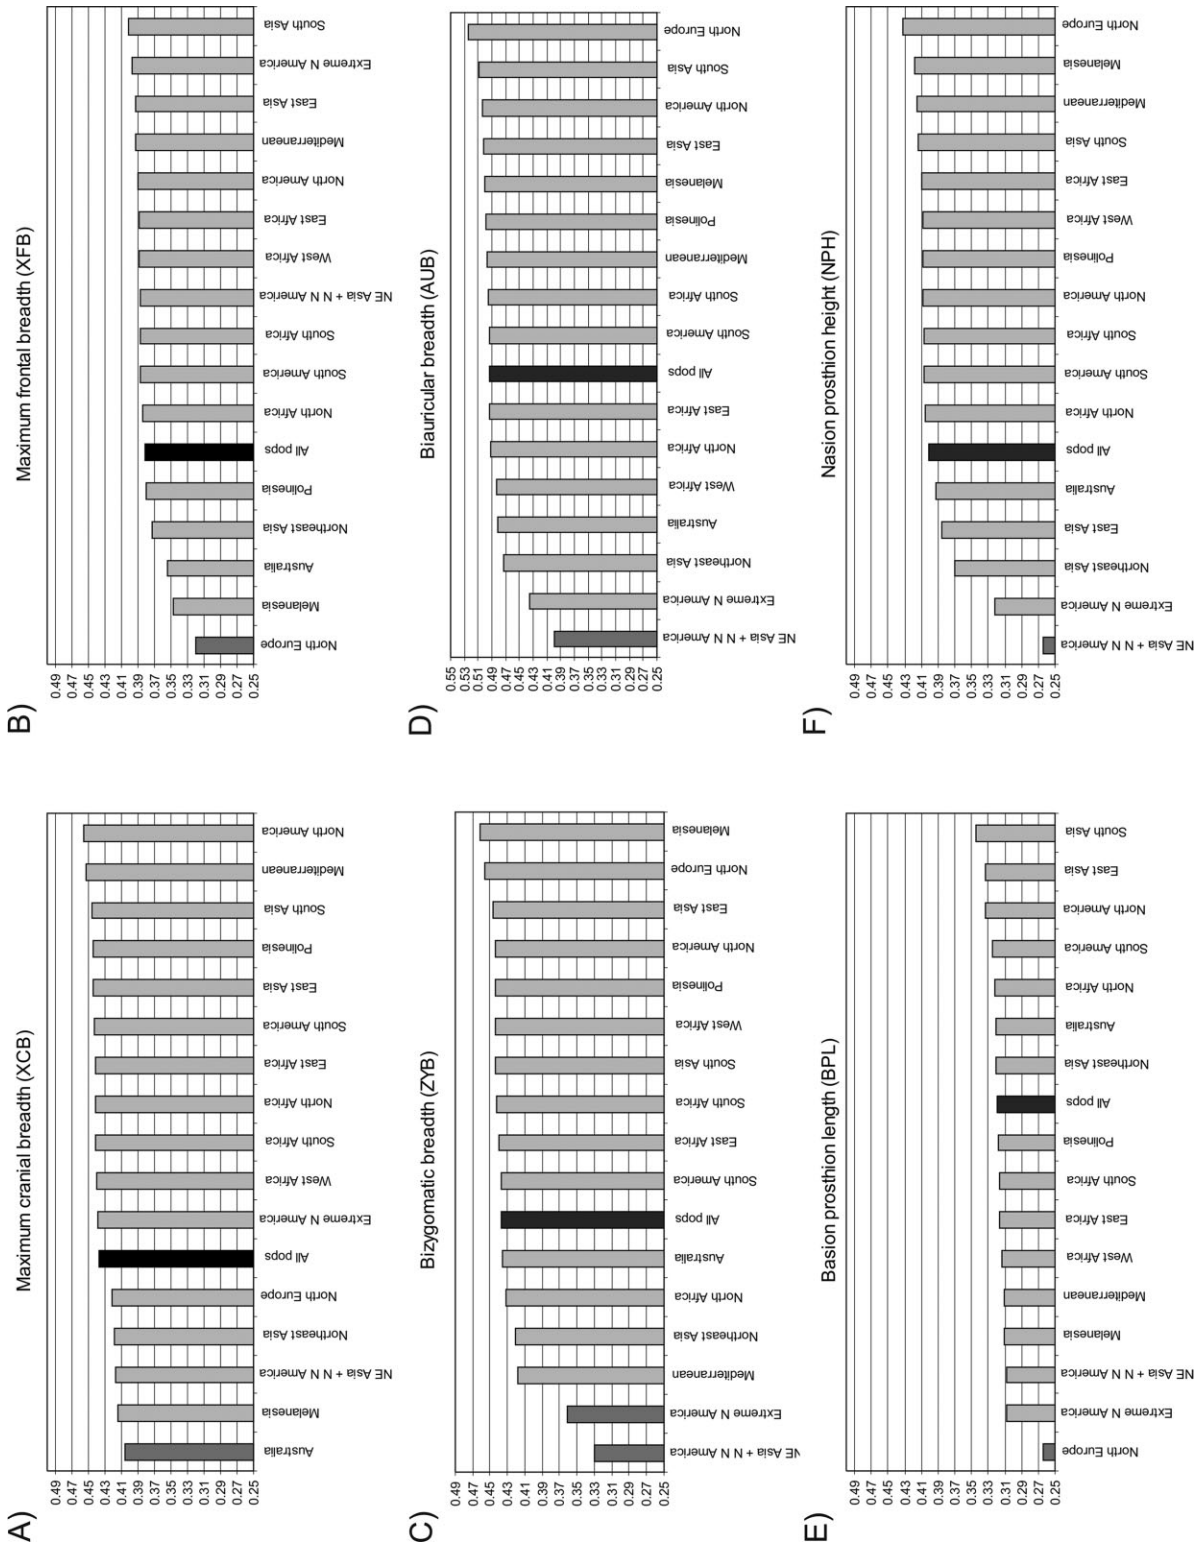 A)
Maximum cranial breadth (XCB)
0.49
0.47
0.45
0.43
0.41
0.39
0.37
0.35
0.33
0.31
0.29
0.27
0.25
Australia
Melanesia
NE Asia + N N America
Northeast Asia
North Europe
All pops
Extreme N America
West Africa
South Africa
North Africa
East Africa
South America
East Asia
Polinesia
South Asia
Mediterranean
North America
B)
Maximum frontal breadth (XFB)
0.49
0.47
0.45
0.43
0.41
0.39
0.37
0.35
0.33
0.31
0.29
0.27
0.25
North Europe
Melanesia
Australia
Northeast Asia
Polinesia
All pops
North Africa
South America
South Africa
NE Asia + N N America
West Africa
East Africa
North America
Mediterranean
East Asia
Extreme N America
South Asia
C)
Bizygomatic breadth (ZYB)
0.49
0.47
0.45
0.43
0.41
0.39
0.37
0.35
0.33
0.31
0.29
0.27
0.25
NE Asia + N N America
Extreme N America
Mediterranean
Northeast Asia
North Africa
Australia
All pops
South America
East Africa
South Africa
South Asia
West Africa
Polinesia
North America
East Asia
North Europe
Melanesia
D)
Biauricular breadth (AUB)
0.55
0.53
0.51
0.49
0.47
0.45
0.43
0.41
0.39
0.37
0.35
0.33
0.31
0.29
0.27
0.25
NE Asia + N N America
Extreme N America
Northeast Asia
Australia
West Africa
North Africa
East Africa
All pops
South America
South Africa
Mediterranean
Polinesia
Melanesia
East Asia
North America
South Asia
North Europe
E)
Basion prosthion length (BPL)
0.49
0.47
0.45
0.43
0.41
0.39
0.37
0.35
0.33
0.31
0.29
0.27
0.25
North Europe
Extreme N America
NE Asia + N N America
Melanesia
Mediterranean
West Africa
East Africa
South Africa
Polinesia
All pops
Northeast Asia
Australia
North Africa
South America
North America
East Asia
South Asia
F)
Nasion prosthion height (NPH)
0.49
0.47
0.45
0.43
0.41
0.39
0.37
0.35
0.33
0.31
0.29
0.27
0.25
NE Asia + N N America
Extreme N America
Northeast Asia
East Asia
Australia
All pops
North Africa
South America
South Africa
North America
Polinesia
West Africa
East Africa
South Asia
Mediterranean
Melanesia
North Europe